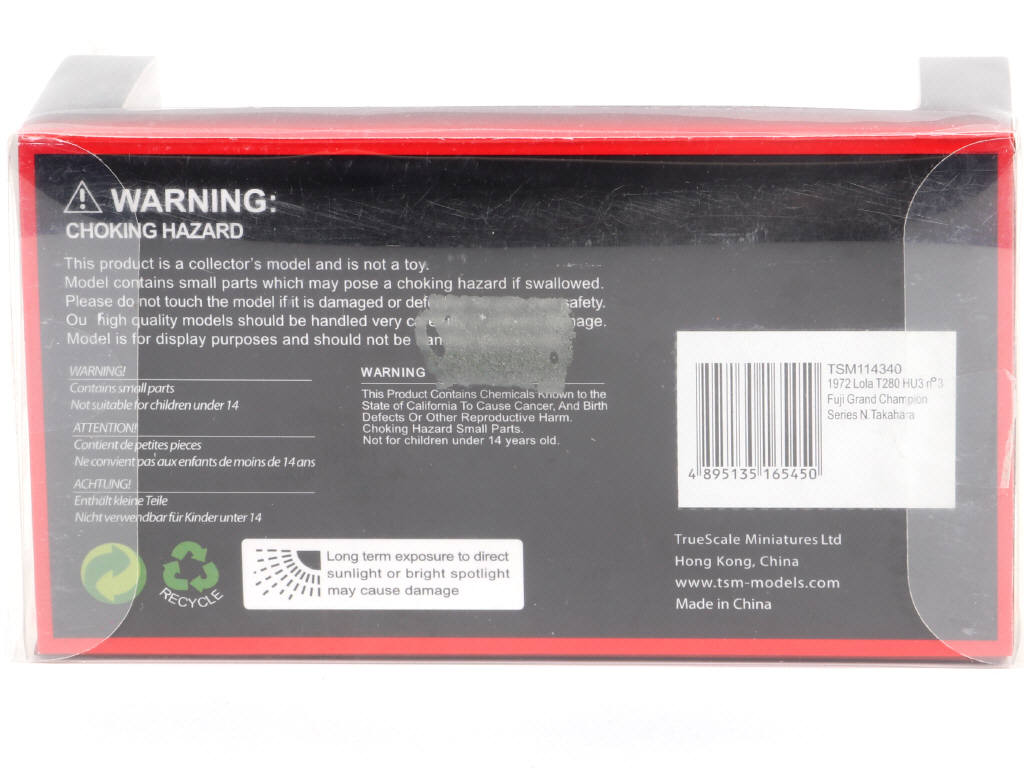 WARNING:
CHOKING HAZARD
This product is a collector's model and is not a toy.
Model contains small parts which may pose a choking hazard if swallowed.
Please do not touch the model if it is damaged or safety.
Ou high quality models should be handled very
Model is for display purposes and should not be
WARNING!
Contains small parts
Not suitable for children under 14
ATTENTION!
Contient de petites pieces
Ne convient pas aux enfants de moins de 14 ans
ACHTUNG!
Enthält kleine Teile
Nicht verwendbar für Kinder unter 14
WARNING
This Product Contains Chemicals Known to the
State of California To Cause Cancer, And Birth
Defects Or Other Reproductive Harm.
Choking Hazard Small Parts.
Not for children under 14 years old.
TSM114340
1972 Lola T280 HU3 nº3
Fuji Grand Champion
Series N.Takahara
4 895135 165450
RECYCLE
Long term exposure to direct
sunlight or bright spotlight
may cause damage
TrueScale Miniatures Ltd
Hong Kong, China
www.tsm-models.com
Made in China